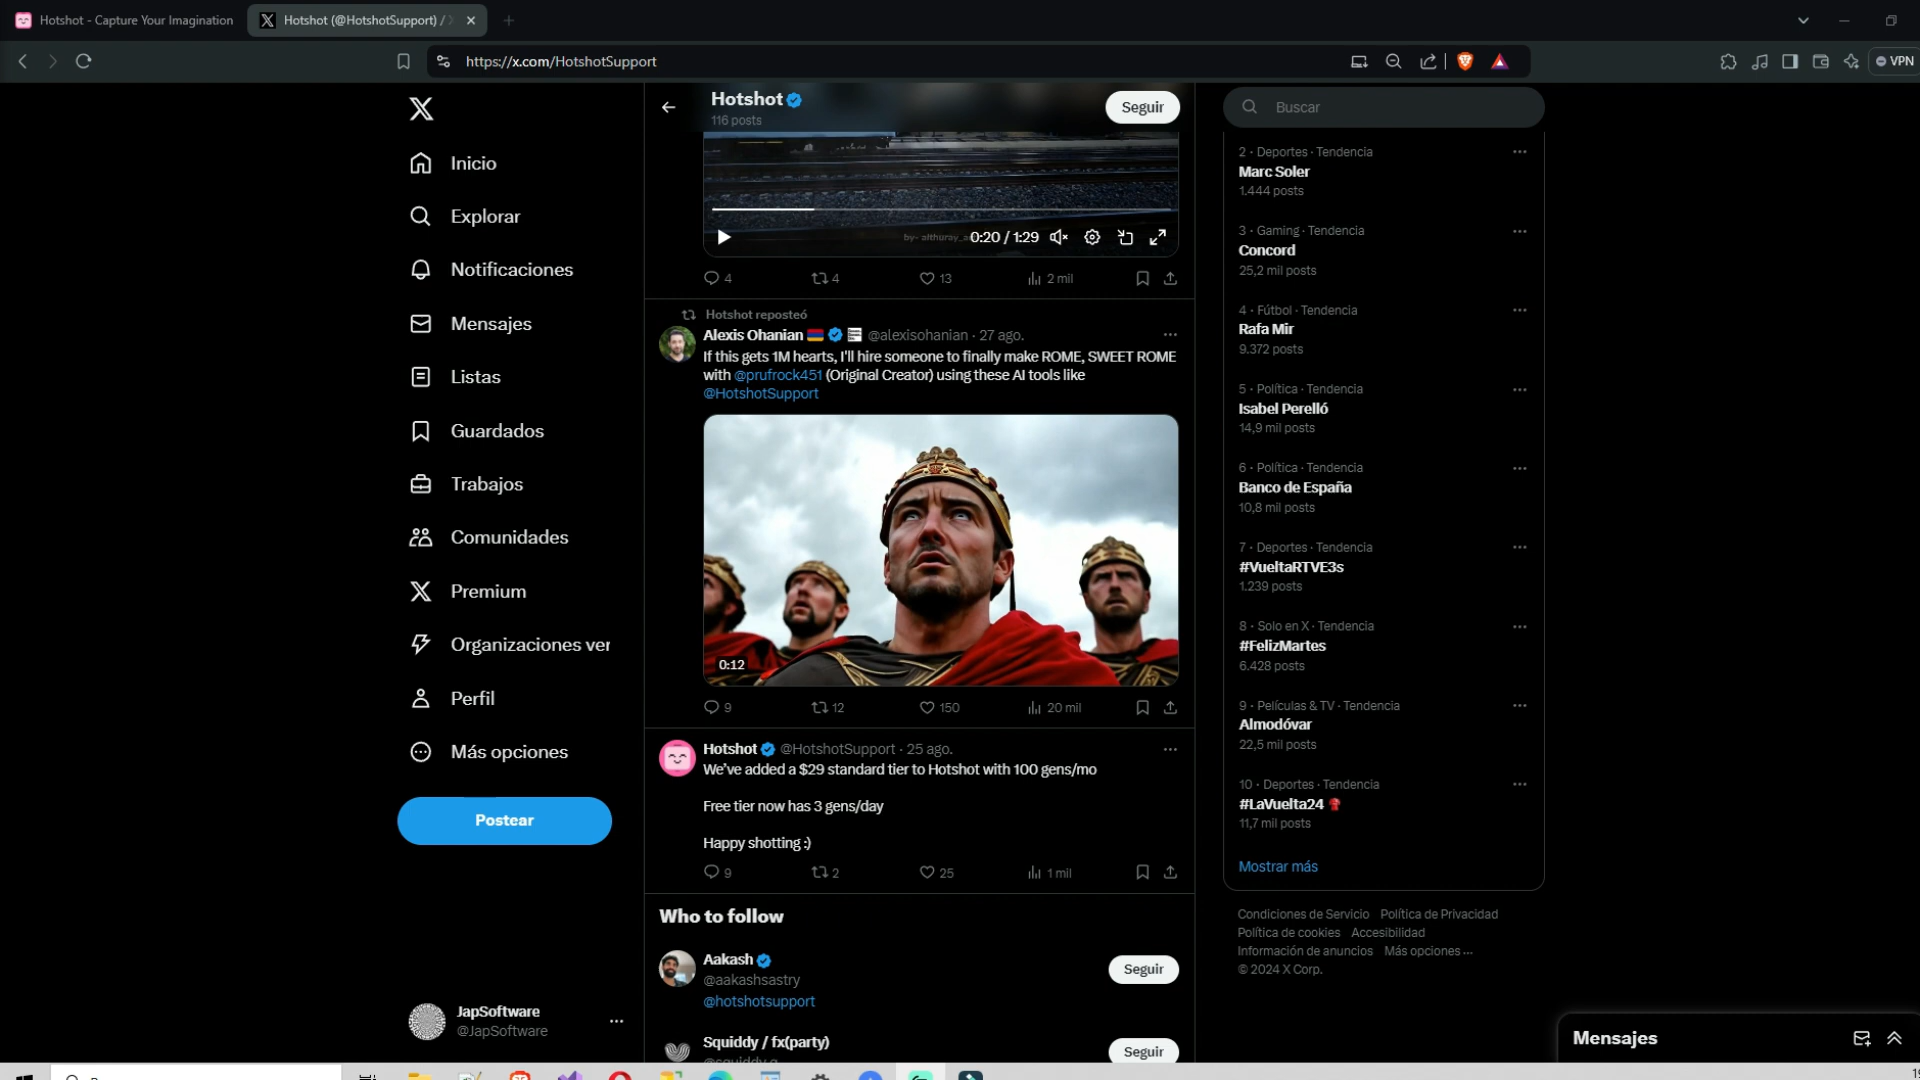 Hotshot - Capture Your Imagination
Hotshot (@HotshotSupport) /
https://x.com/HotshotSupport
VPN
Inicio
Explorar
Notificaciones
Mensajes
Listas
Guardados
Trabajos
Comunidades
Premium
Organizaciones ver
Perfil
Más opciones
Postear
JapSoftware
@JapSoftware
Hotshot
116 posts
Seguir
0:20 / 1:29
4
4
13
2 mil
Hotshot reposteó
Alexis Ohanian @alexisohanian · 27 ago.
If this gets 1M hearts, I'll hire someone to finally make ROME, SWEET ROME
with @prufrock451 (Original Creator) using these AI tools like
@HotshotSupport
0:12
9
12
150
20 mil
Hotshot @HotshotSupport · 25 ago.
We've added a $29 standard tier to Hotshot with 100 gens/mo
Free tier now has 3 gens/day
Happy shotting :)
9
2
25
1 mil
Who to follow
Aakash
@aakashsastry
Seguir
@hotshotsupport
Squiddy / fx(party)
Seguir
Buscar
2 · Deportes · Tendencia
Marc Soler
1.444 posts
3 · Gaming · Tendencia
Concord
25,2 mil posts
4 · Fútbol · Tendencia
Rafa Mir
9.372 posts
5 · Política · Tendencia
Isabel Perelló
14,9 mil posts
6 · Política · Tendencia
Banco de España
10,8 mil posts
7 · Deportes · Tendencia
#VueltaRTVE3s
1.239 posts
8 · Solo en X · Tendencia
#FelizMartes
6.428 posts
9 · Películas & TV · Tendencia
Almodóvar
22,5 mil posts
10 · Deportes · Tendencia
#LaVuelta24
11,7 mil posts
Mostrar más
Condiciones de Servicio Política de Privacidad
Política de cookies Accesibilidad
Información de anuncios Más opciones ···
© 2024 X Corp.
Mensajes